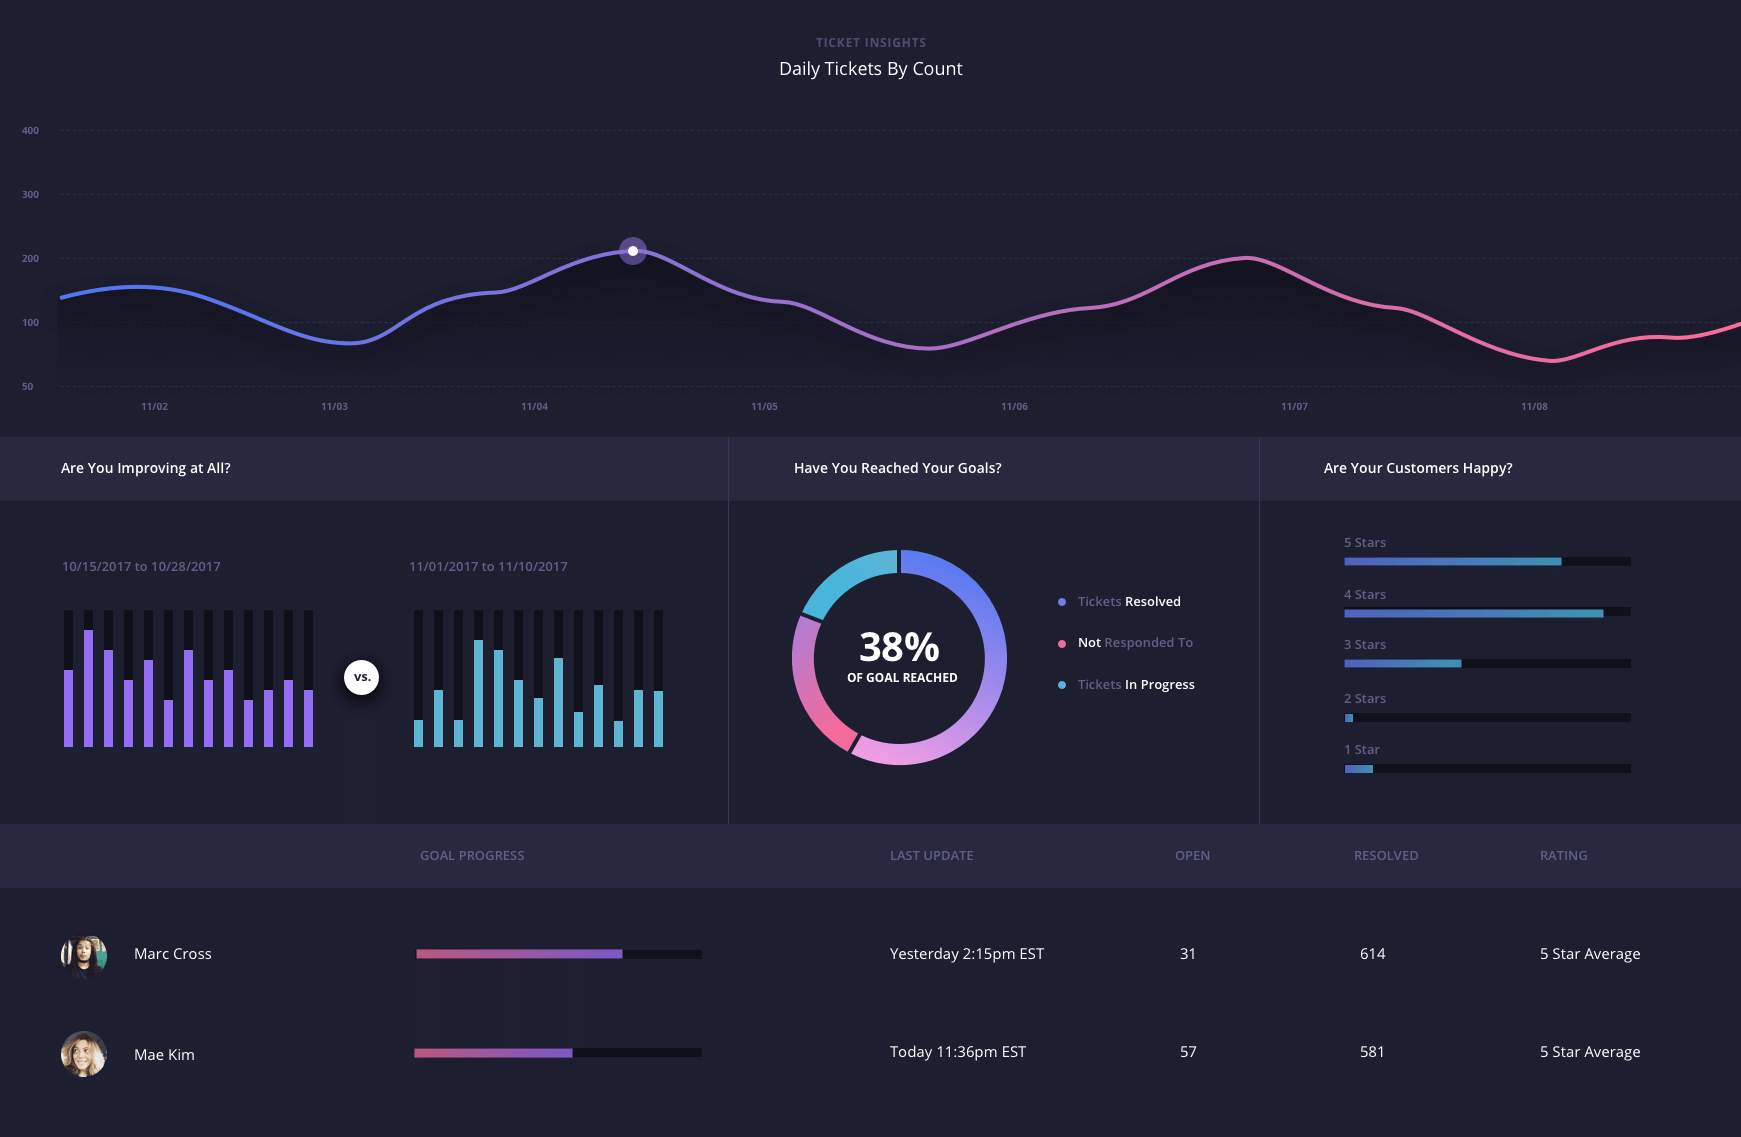 TICKET INSIGHTS
Daily Tickets By Count
400
300
200
100
50
11/02 11/03 11/04 11/05 11/06 11/07 11/08
Are You Improving at All?
Have You Reached Your Goals?
Are Your Customers Happy?
10/15/2017 to 10/28/2017
vs.
11/01/2017 to 11/10/2017
38%
OF GOAL REACHED
Tickets Resolved
Not Responded To
Tickets In Progress
5 Stars
4 Stars
3 Stars
2 Stars
1 Star
GOAL PROGRESS LAST UPDATE OPEN RESOLVED RATING
Marc Cross Yesterday 2:15pm EST 31 614 5 Star Average
Mae Kim Today 11:36pm EST 57 581 5 Star Average